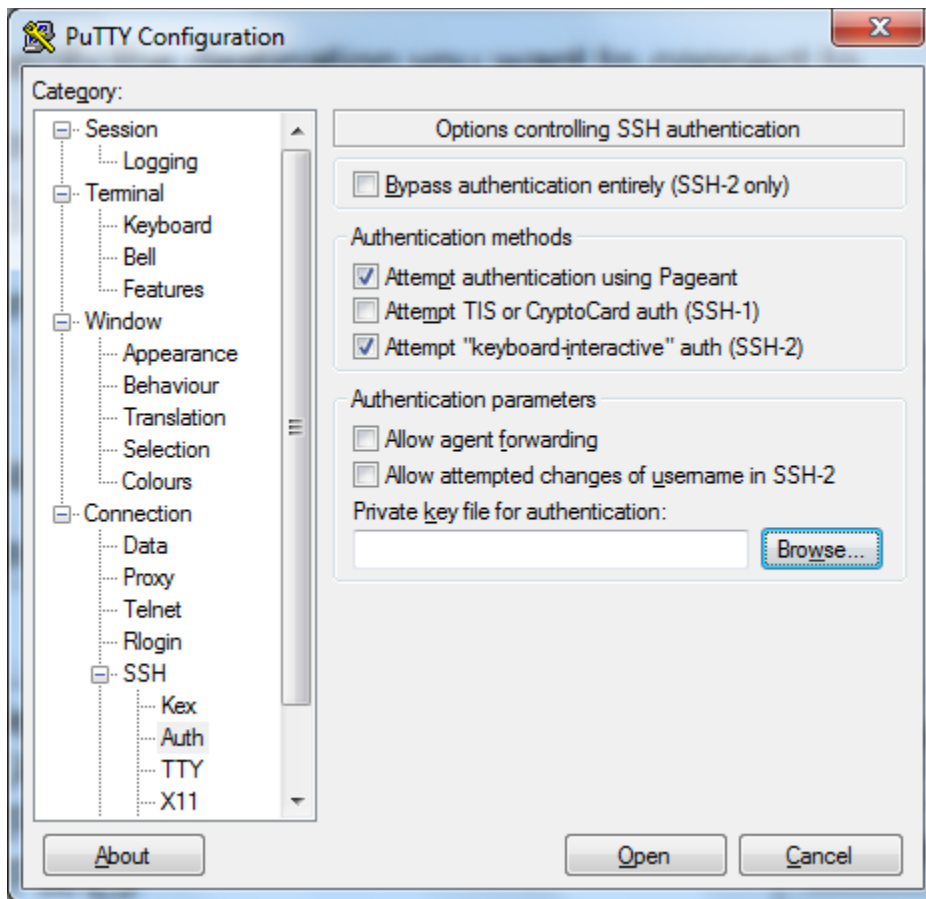 PuTTY Configuration
Category:
Session
Logging
Terminal
Keyboard
Bell
Features
Window
Appearance
Behaviour
Translation
Selection
Colours
Connection
Data
Proxy
Telnet
Rlogin
SSH
Kex
Auth
TTY
X11
Options controlling SSH authentication
Bypass authentication entirely (SSH-2 only)
Authentication methods
Attempt authentication using Pageant
Attempt TIS or CryptoCard auth (SSH-1)
Attempt "keyboard-interactive" auth (SSH-2)
Authentication parameters
Allow agent forwarding
Allow attempted changes of username in SSH-2
Private key file for authentication:
Browse...
About
Open
Cancel